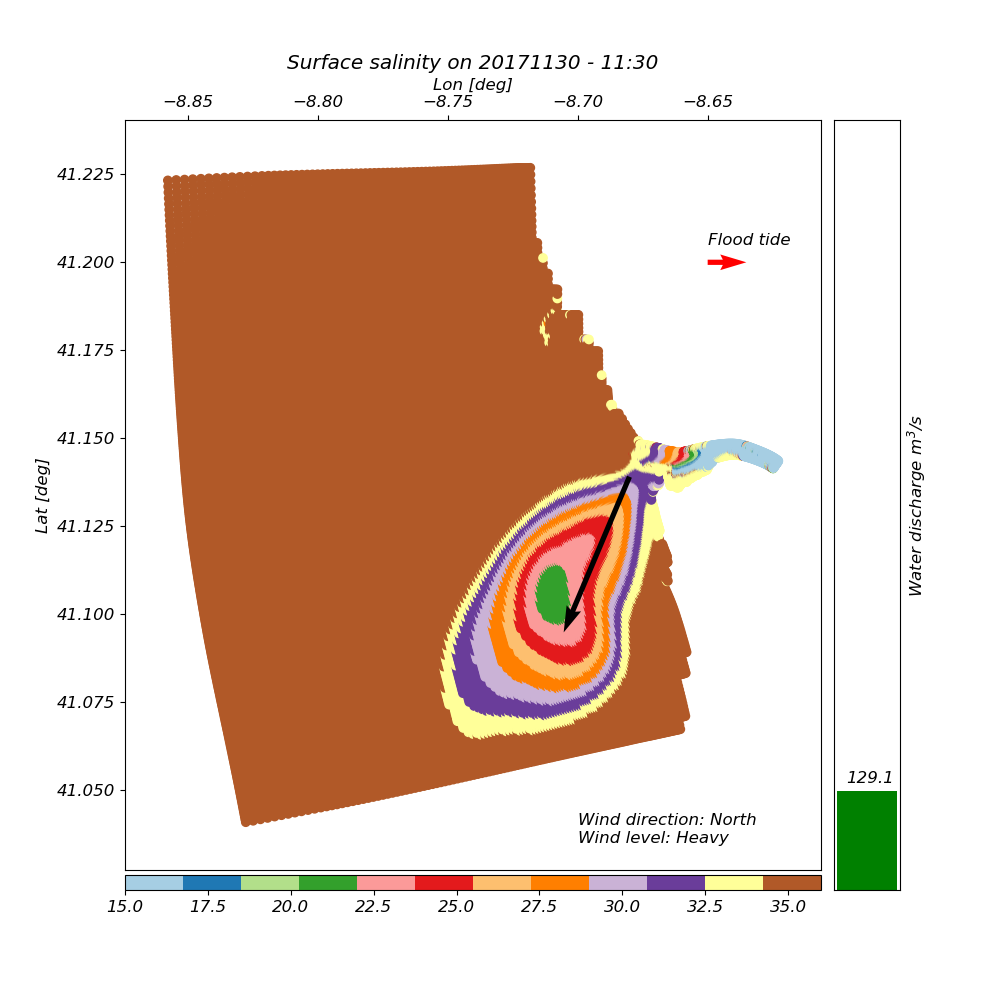 Surface salinity on 20171130 - 11:30
Lon [deg]
−8.85 −8.80 −8.75 −8.70 −8.65
41.225
41.200
41.175
41.150
41.125
41.100
41.075
41.050
Lat [deg]
Flood tide
Wind direction: North
Wind level: Heavy
129.1
Water discharge m³/s
15.0 17.5 20.0 22.5 25.0 27.5 30.0 32.5 35.0